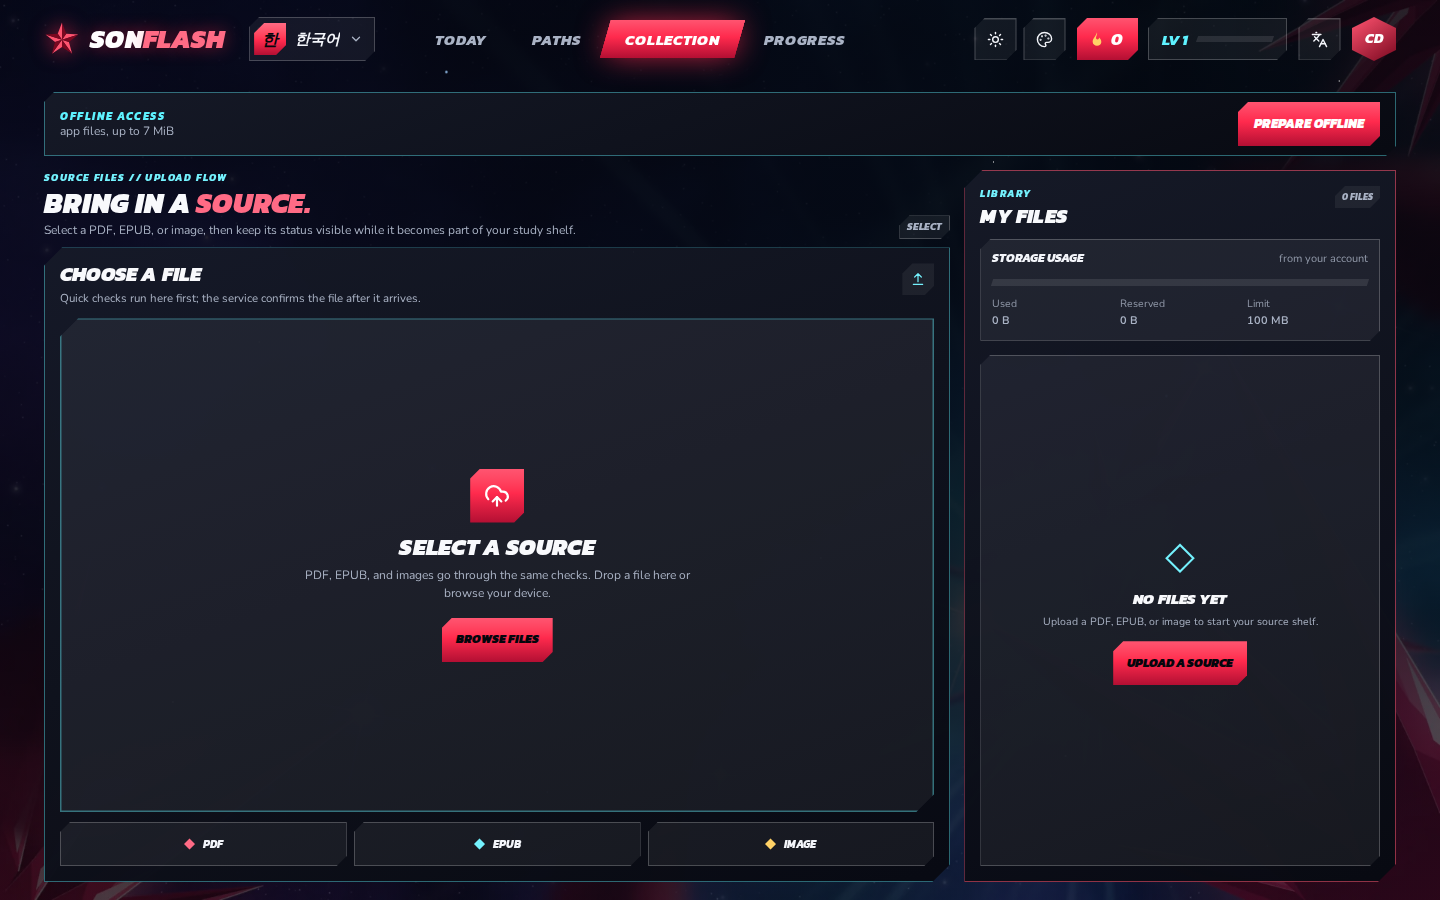 SONFLASH
한 한국어
TODAY
PATHS
COLLECTION
PROGRESS
0
LV 1
CD
OFFLINE ACCESS
app files, up to 7 MiB
PREPARE OFFLINE
SOURCE FILES // UPLOAD FLOW
BRING IN A SOURCE.
Select a PDF, EPUB, or image, then keep its status visible while it becomes part of your study shelf.
SELECT
CHOOSE A FILE
Quick checks run here first; the service confirms the file after it arrives.
SELECT A SOURCE
PDF, EPUB, and images go through the same checks. Drop a file here or
browse your device.
BROWSE FILES
PDF
EPUB
IMAGE
LIBRARY
MY FILES
0 FILES
STORAGE USAGE
from your account
Used
Reserved
Limit
0 B
0 B
100 MB
NO FILES YET
Upload a PDF, EPUB, or image to start your source shelf.
UPLOAD A SOURCE